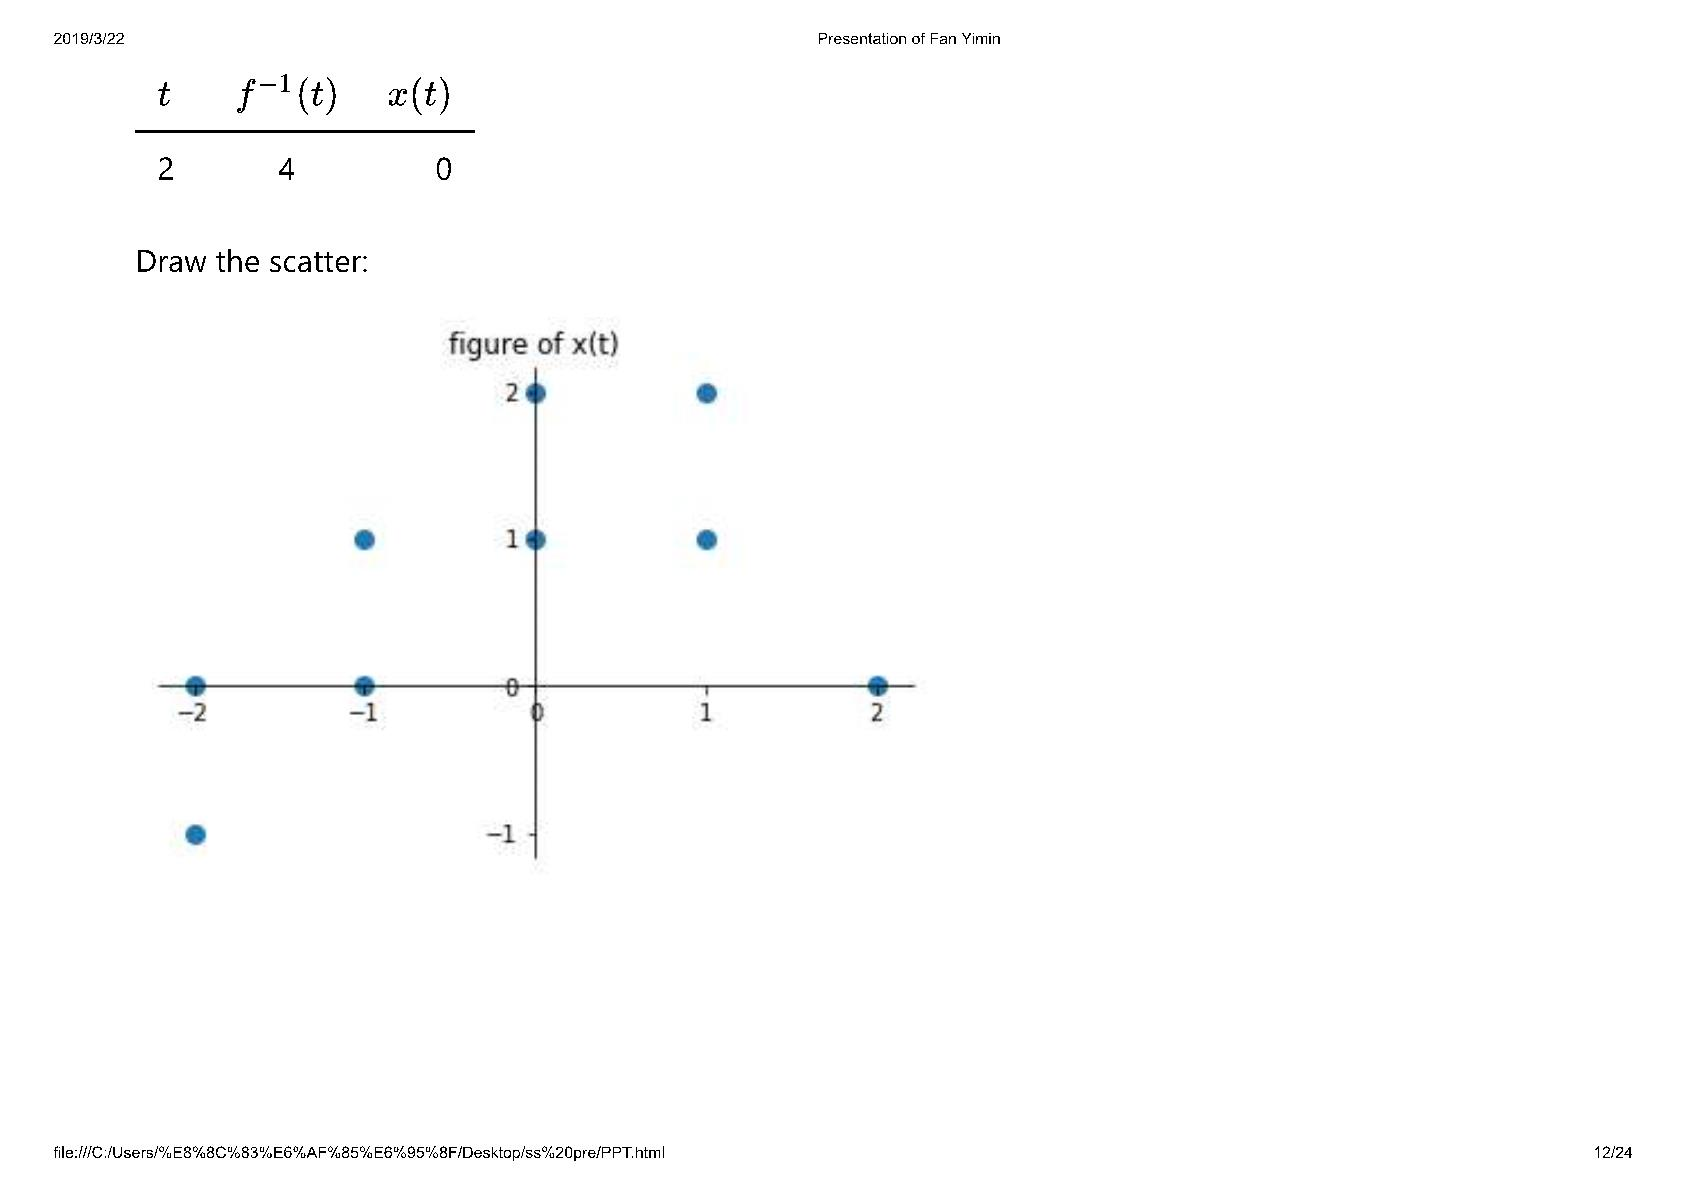 2019/3/22 Presentation of Fan Yimin
t f⁻¹(t) x(t)
2 4 0
Draw the scatter:
figure of x(t)
2
1
0
−2 −1 0 1 2
−1
file:///C:/Users/%E8%8C%83%E6%AF%85%E6%95%8F/Desktop/ss%20pre/PPT.html 12/24